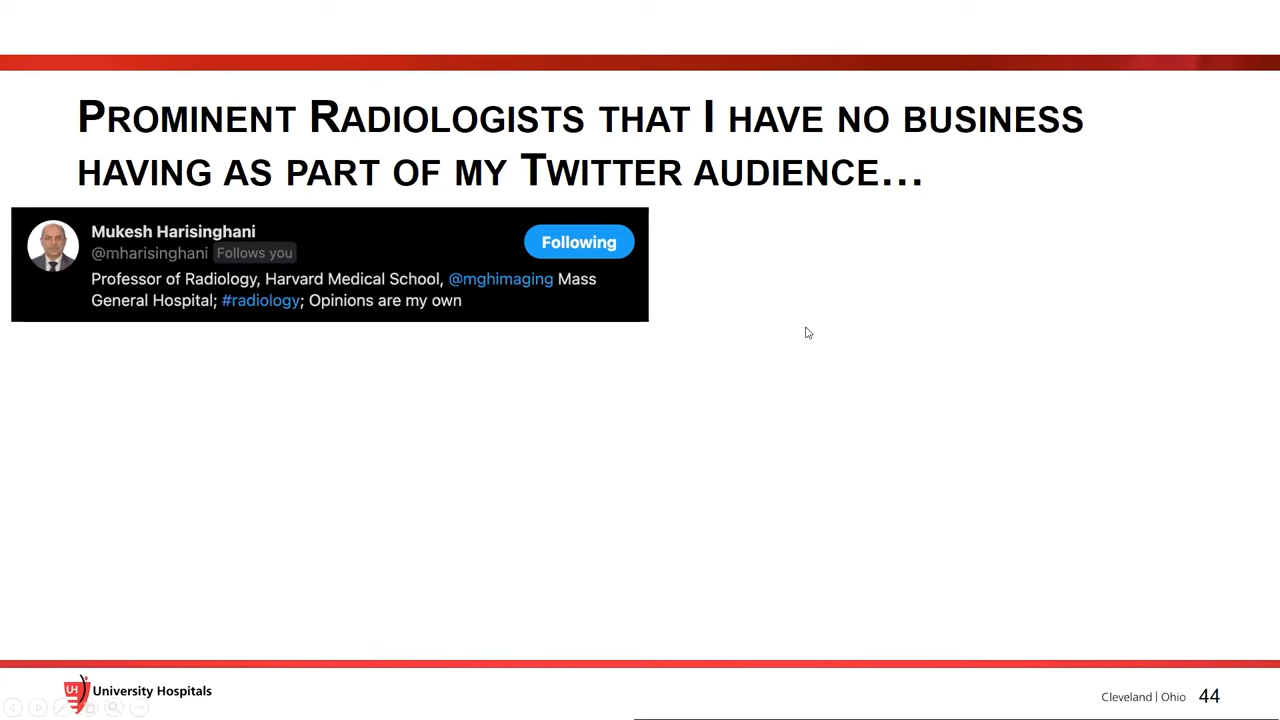 PROMINENT RADIOLOGISTS THAT I HAVE NO BUSINESS
HAVING AS PART OF MY TWITTER AUDIENCE...
Mukesh Harisinghani
@mharisinghani Follows you
Following
Professor of Radiology, Harvard Medical School, @mghimaging Mass
General Hospital; #radiology; Opinions are my own
UH University Hospitals
Cleveland | Ohio 44